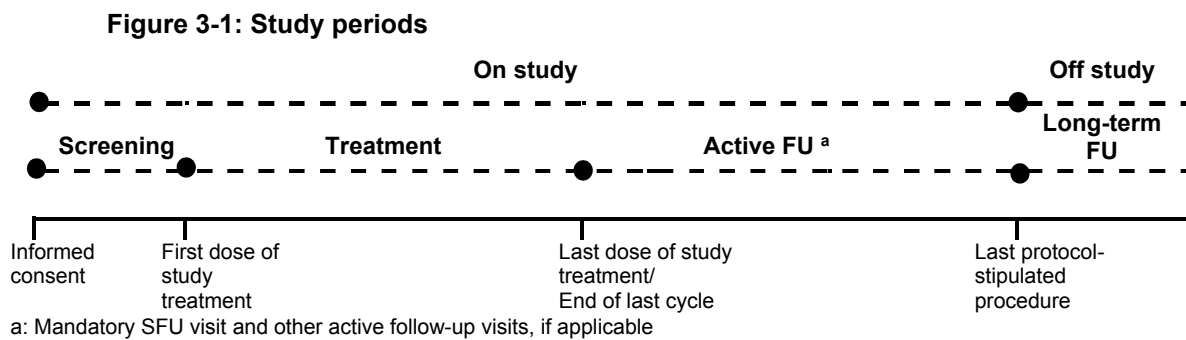 Figure 3-1: Study periods
On study
Off study
Screening
Treatment
Active FU a
Long-term
FU
Informed
consent
First dose of
study
treatment
Last dose of study
treatment/
End of last cycle
Last protocol-
stipulated
procedure
a: Mandatory SFU visit and other active follow-up visits, if applicable